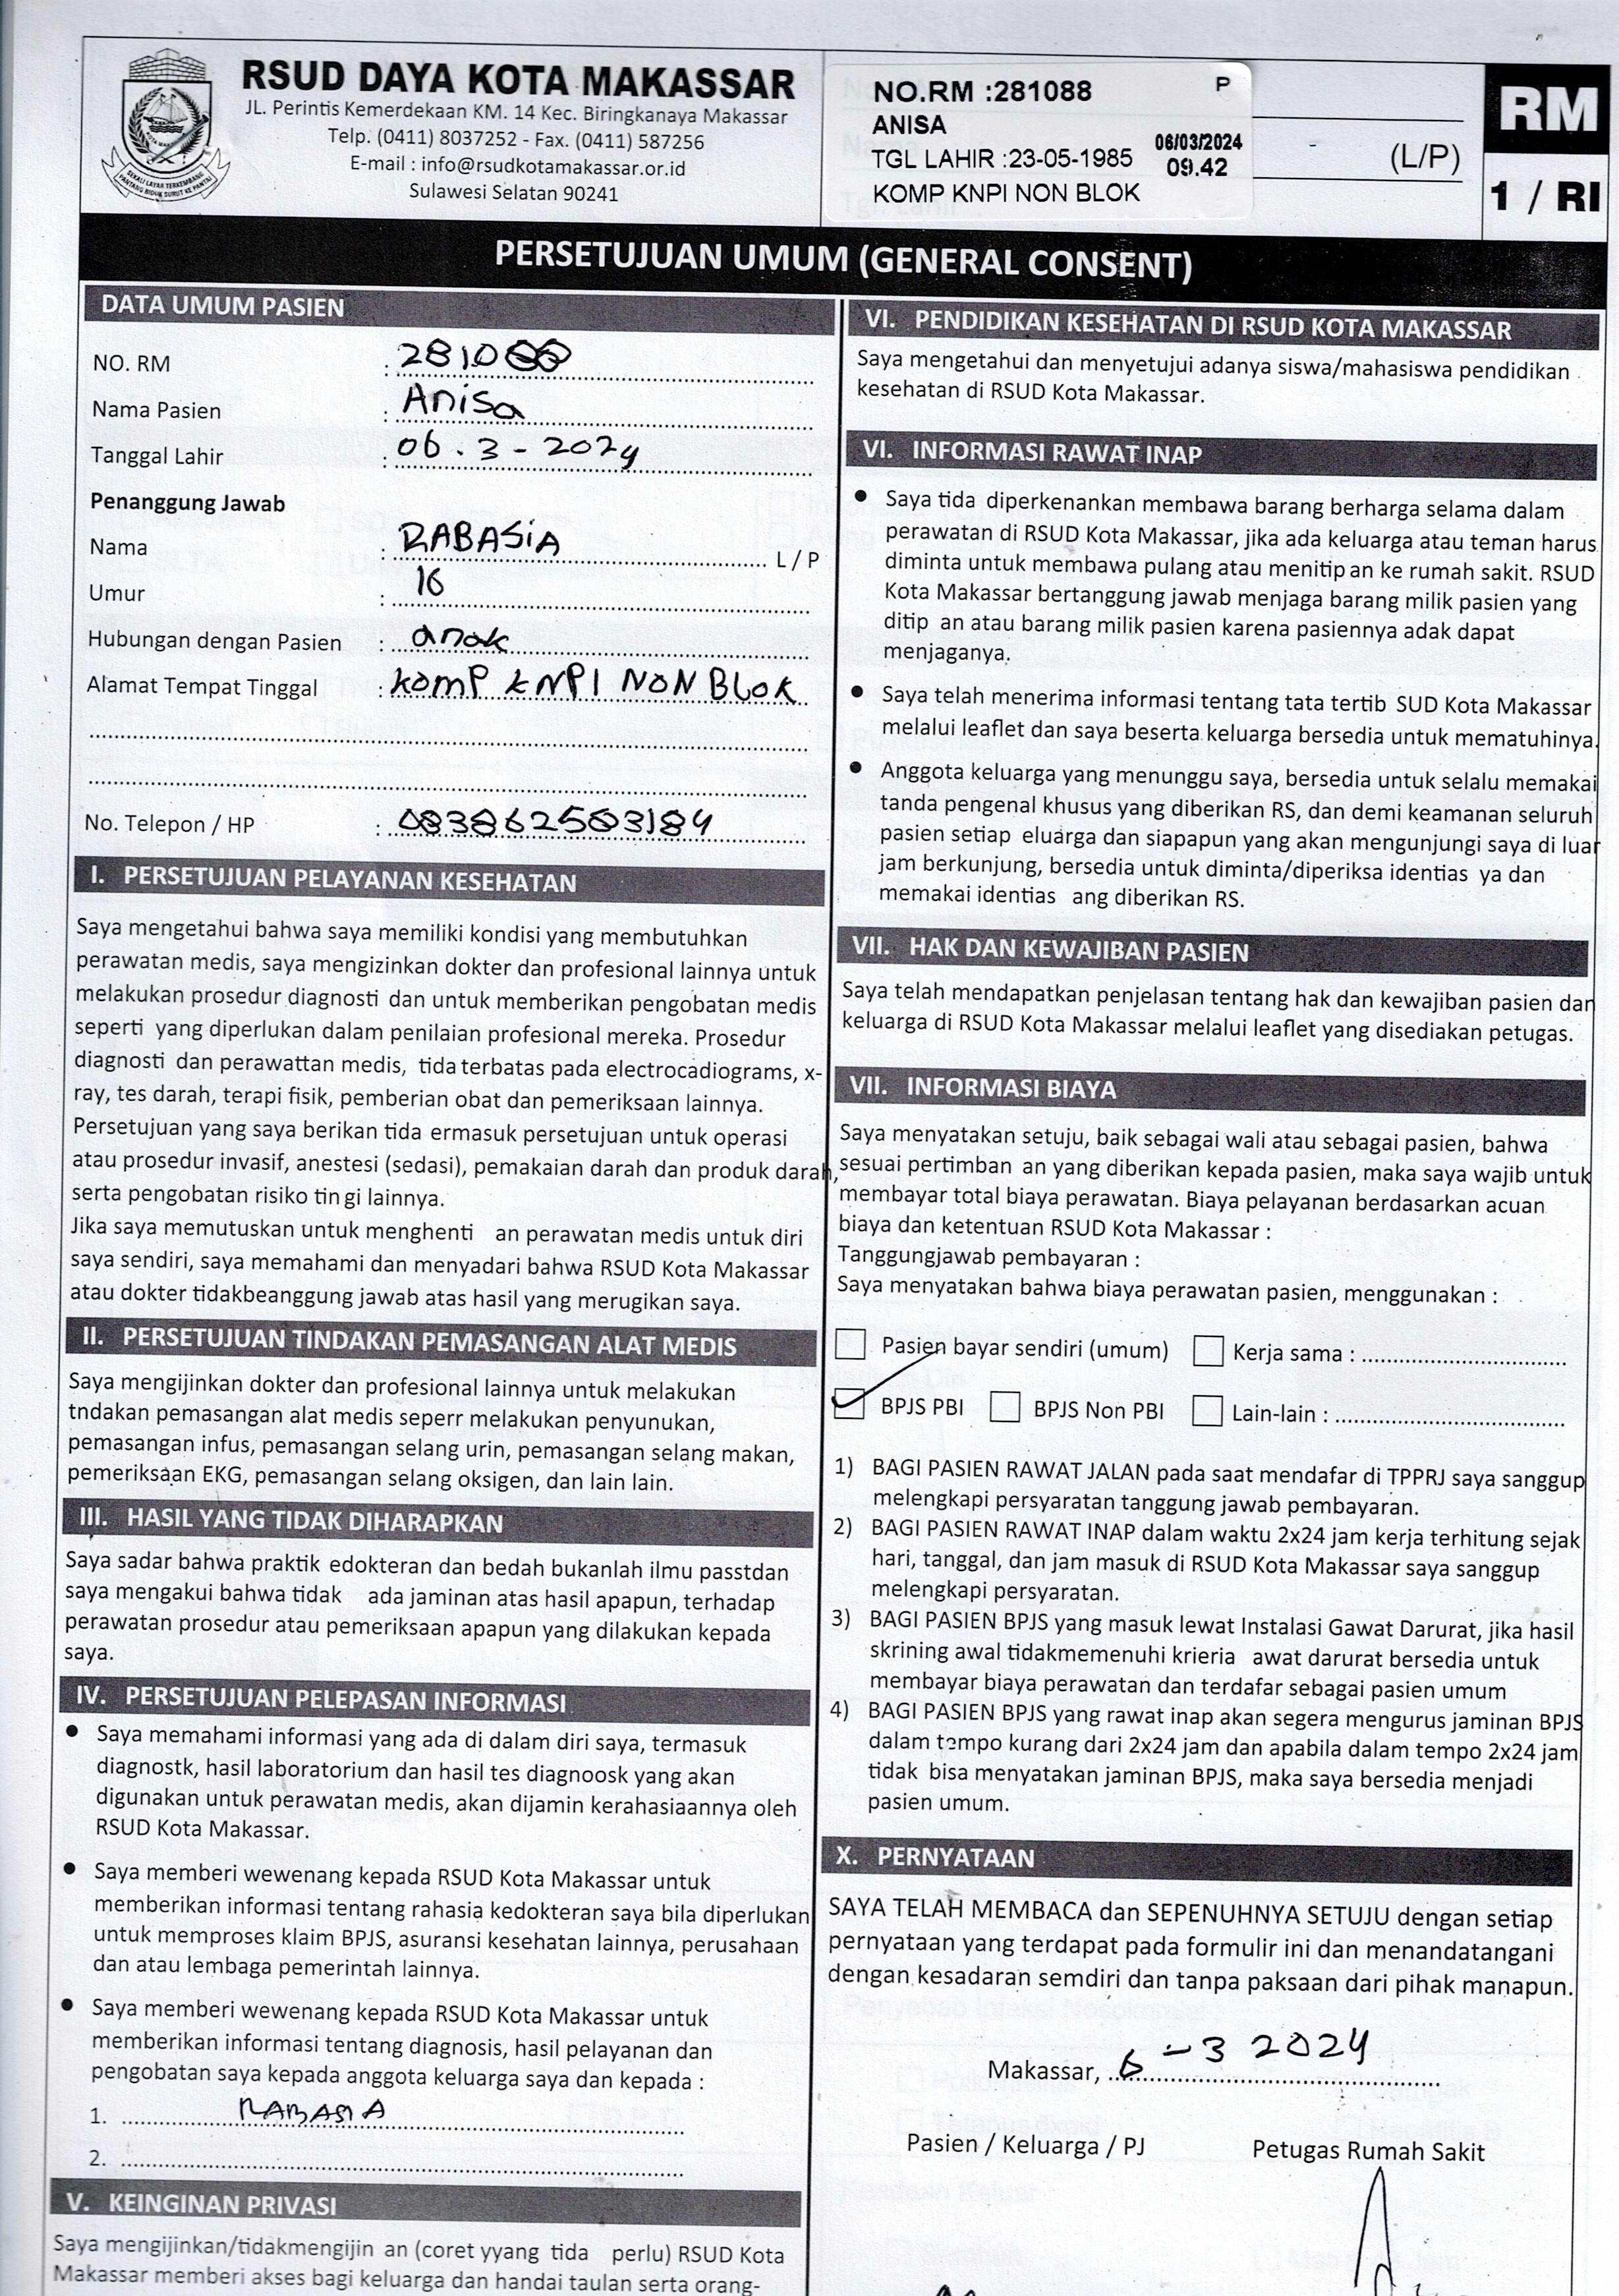 RSUD DAYA KOTA MAKASSAR
JL. Perintis Kemerdekaan KM. 14 Kec. Biringkanaya Makassar
Telp. (0411) 8037252 - Fax. (0411) 587256
E-mail : info@rsudkotamakassar.or.id
Sulawesi Selatan 90241
NO.RM :281088 P
ANISA
TGL LAHIR :23-05-1985
KOMP KNPI NON BLOK
06/03/2024
09.42
(L/P)
RM
1 / RI
PERSETUJUAN UMUM (GENERAL CONSENT)
DATA UMUM PASIEN
NO. RM : 281088
Nama Pasien : Anisa
Tanggal Lahir : 06 . 3 - 2024
Penanggung Jawab
Nama : RABASIA L / P
Umur : 16
Hubungan dengan Pasien : anak
Alamat Tempat Tinggal : KOMP KNPI NON BLOK
No. Telepon / HP : 083862583184
I. PERSETUJUAN PELAYANAN KESEHATAN
Saya mengetahui bahwa saya memiliki kondisi yang membutuhkan
perawatan medis, saya mengizinkan dokter dan profesional lainnya untuk
melakukan prosedur diagnosti dan untuk memberikan pengobatan medis
seperti yang diperlukan dalam penilaian profesional mereka. Prosedur
diagnosti dan perawattan medis, tida terbatas pada electrocadiograms, x-
ray, tes darah, terapi fisik, pemberian obat dan pemeriksaan lainnya.
Persetujuan yang saya berikan tida ermasuk persetujuan untuk operasi
atau prosedur invasif, anestesi (sedasi), pemakaian darah dan produk darah,
serta pengobatan risiko tin gi lainnya.
Jika saya memutuskan untuk menghenti an perawatan medis untuk diri
saya sendiri, saya memahami dan menyadari bahwa RSUD Kota Makassar
atau dokter tidakbeanggung jawab atas hasil yang merugikan saya.
II. PERSETUJUAN TINDAKAN PEMASANGAN ALAT MEDIS
Saya mengijinkan dokter dan profesional lainnya untuk melakukan
tndakan pemasangan alat medis seperr melakukan penyunukan,
pemasangan infus, pemasangan selang urin, pemasangan selang makan,
pemeriksaan EKG, pemasangan selang oksigen, dan lain lain.
III. HASIL YANG TIDAK DIHARAPKAN
Saya sadar bahwa praktik edokteran dan bedah bukanlah ilmu passtdan
saya mengakui bahwa tidak ada jaminan atas hasil apapun, terhadap
perawatan prosedur atau pemeriksaan apapun yang dilakukan kepada
saya.
IV. PERSETUJUAN PELEPASAN INFORMASI
• Saya memahami informasi yang ada di dalam diri saya, termasuk
diagnostk, hasil laboratorium dan hasil tes diagnoosk yang akan
digunakan untuk perawatan medis, akan dijamin kerahasiaannya oleh
RSUD Kota Makassar.
• Saya memberi wewenang kepada RSUD Kota Makassar untuk
memberikan informasi tentang rahasia kedokteran saya bila diperlukan
untuk memproses klaim BPJS, asuransi kesehatan lainnya, perusahaan
dan atau lembaga pemerintah lainnya.
• Saya memberi wewenang kepada RSUD Kota Makassar untuk
memberikan informasi tentang diagnosis, hasil pelayanan dan
pengobatan saya kepada anggota keluarga saya dan kepada :
1. RABASIA
2.
V. KEINGINAN PRIVASI
Saya mengijinkan/tidakmengijin an (coret yyang tida perlu) RSUD Kota
Makassar memberi akses bagi keluarga dan handai taulan serta orang-
VI. PENDIDIKAN KESEHATAN DI RSUD KOTA MAKASSAR
Saya mengetahui dan menyetujui adanya siswa/mahasiswa pendidikan
kesehatan di RSUD Kota Makassar.
VI. INFORMASI RAWAT INAP
• Saya tida diperkenankan membawa barang berharga selama dalam
perawatan di RSUD Kota Makassar, jika ada keluarga atau teman harus
diminta untuk membawa pulang atau menitip an ke rumah sakit. RSUD
Kota Makassar bertanggung jawab menjaga barang milik pasien yang
ditip an atau barang milik pasien karena pasiennya adak dapat
menjaganya.
• Saya telah menerima informasi tentang tata tertib SUD Kota Makassar
melalui leaflet dan saya beserta keluarga bersedia untuk mematuhinya.
• Anggota keluarga yang menunggu saya, bersedia untuk selalu memakai
tanda pengenal khusus yang diberikan RS, dan demi keamanan seluruh
pasien setiap eluarga dan siapapun yang akan mengunjungi saya di luar
jam berkunjung, bersedia untuk diminta/diperiksa identias ya dan
memakai identias ang diberikan RS.
VII. HAK DAN KEWAJIBAN PASIEN
Saya telah mendapatkan penjelasan tentang hak dan kewajiban pasien dan
keluarga di RSUD Kota Makassar melalui leaflet yang disediakan petugas.
VII. INFORMASI BIAYA
Saya menyatakan setuju, baik sebagai wali atau sebagai pasien, bahwa
sesuai pertimban an yang diberikan kepada pasien, maka saya wajib untuk
membayar total biaya perawatan. Biaya pelayanan berdasarkan acuan
biaya dan ketentuan RSUD Kota Makassar :
Tanggungjawab pembayaran :
Saya menyatakan bahwa biaya perawatan pasien, menggunakan :
Pasien bayar sendiri (umum) Kerja sama :
BPJS PBI BPJS Non PBI Lain-lain :
1) BAGI PASIEN RAWAT JALAN pada saat mendafar di TPPRJ saya sanggup
melengkapi persyaratan tanggung jawab pembayaran.
2) BAGI PASIEN RAWAT INAP dalam waktu 2x24 jam kerja terhitung sejak
hari, tanggal, dan jam masuk di RSUD Kota Makassar saya sanggup
melengkapi persyaratan.
3) BAGI PASIEN BPJS yang masuk lewat Instalasi Gawat Darurat, jika hasil
skrining awal tidakmemenuhi krieria awat darurat bersedia untuk
membayar biaya perawatan dan terdafar sebagai pasien umum
4) BAGI PASIEN BPJS yang rawat inap akan segera mengurus jaminan BPJS
dalam tempo kurang dari 2x24 jam dan apabila dalam tempo 2x24 jam
tidak bisa menyatakan jaminan BPJS, maka saya bersedia menjadi
pasien umum.
X. PERNYATAAN
SAYA TELAH MEMBACA dan SEPENUHNYA SETUJU dengan setiap
pernyataan yang terdapat pada formulir ini dan menandatangani
dengan kesadaran semdiri dan tanpa paksaan dari pihak manapun.
Makassar, 6 - 3 2024
Pasien / Keluarga / PJ Petugas Rumah Sakit